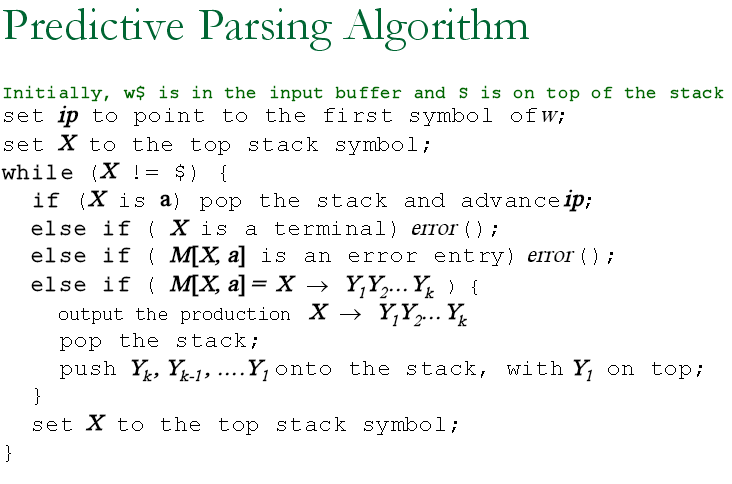 Predictive Parsing Algorithm
Initially, w$ is in the input buffer and S is on top of the stack
set ip to point to the first symbol of w;
set X to the top stack symbol;
while (X != $) {
if (X is a) pop the stack and advance ip;
else if ( X is a terminal) error();
else if ( M[X, a] is an error entry) error();
else if ( M[X, a] = X → Y₁Y₂... Yₖ ) {
output the production X → Y₁Y₂... Yₖ
pop the stack;
push Yₖ, Yₖ₋₁, ....Y₁ onto the stack, with Y₁ on top;
}
set X to the top stack symbol;
}